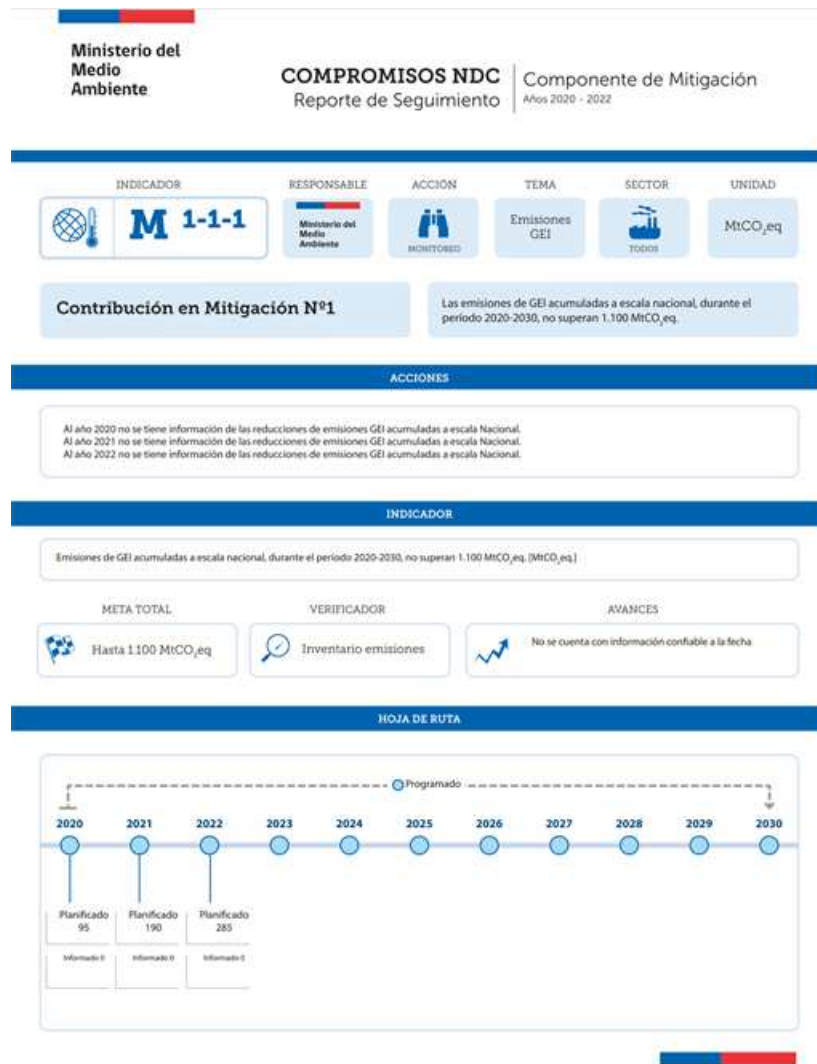 Ministerio del
Medio
Ambiente
COMPROMISOS NDC
Reporte de Seguimiento
Componente de Mitigación
Años 2020 - 2022
INDICADOR
RESPONSABLE
ACCIÓN
TEMA
SECTOR
UNIDAD
M 1-1-1
Ministerio del
Medio
Ambiente
MONITOREO
Emisiones
GEI
TODOS
MtCO₂eq
Contribución en Mitigación Nº1
Las emisiones de GEI acumuladas a escala nacional, durante el
período 2020-2030, no superan 1.100 MtCO₂eq.
ACCIONES
Al año 2020 no se tiene información de las reducciones de emisiones GEI acumuladas a escala Nacional.
Al año 2021 no se tiene información de las reducciones de emisiones GEI acumuladas a escala Nacional.
Al año 2022 no se tiene información de las reducciones de emisiones GEI acumuladas a escala Nacional.
INDICADOR
Emisiones de GEI acumuladas a escala nacional, durante el período 2020-2030, no superan 1.100 MtCO₂eq. [MtCO₂eq.]
META TOTAL
VERIFICADOR
AVANCES
Hasta 1.100 MtCO₂eq
Inventario emisiones
No se cuenta con información confiable a la fecha
HOJA DE RUTA
Programado
2020 2021 2022 2023 2024 2025 2026 2027 2028 2029 2030
Planificado Planificado Planificado
95 190 285
Informado 0 Informado 0 Informado 0